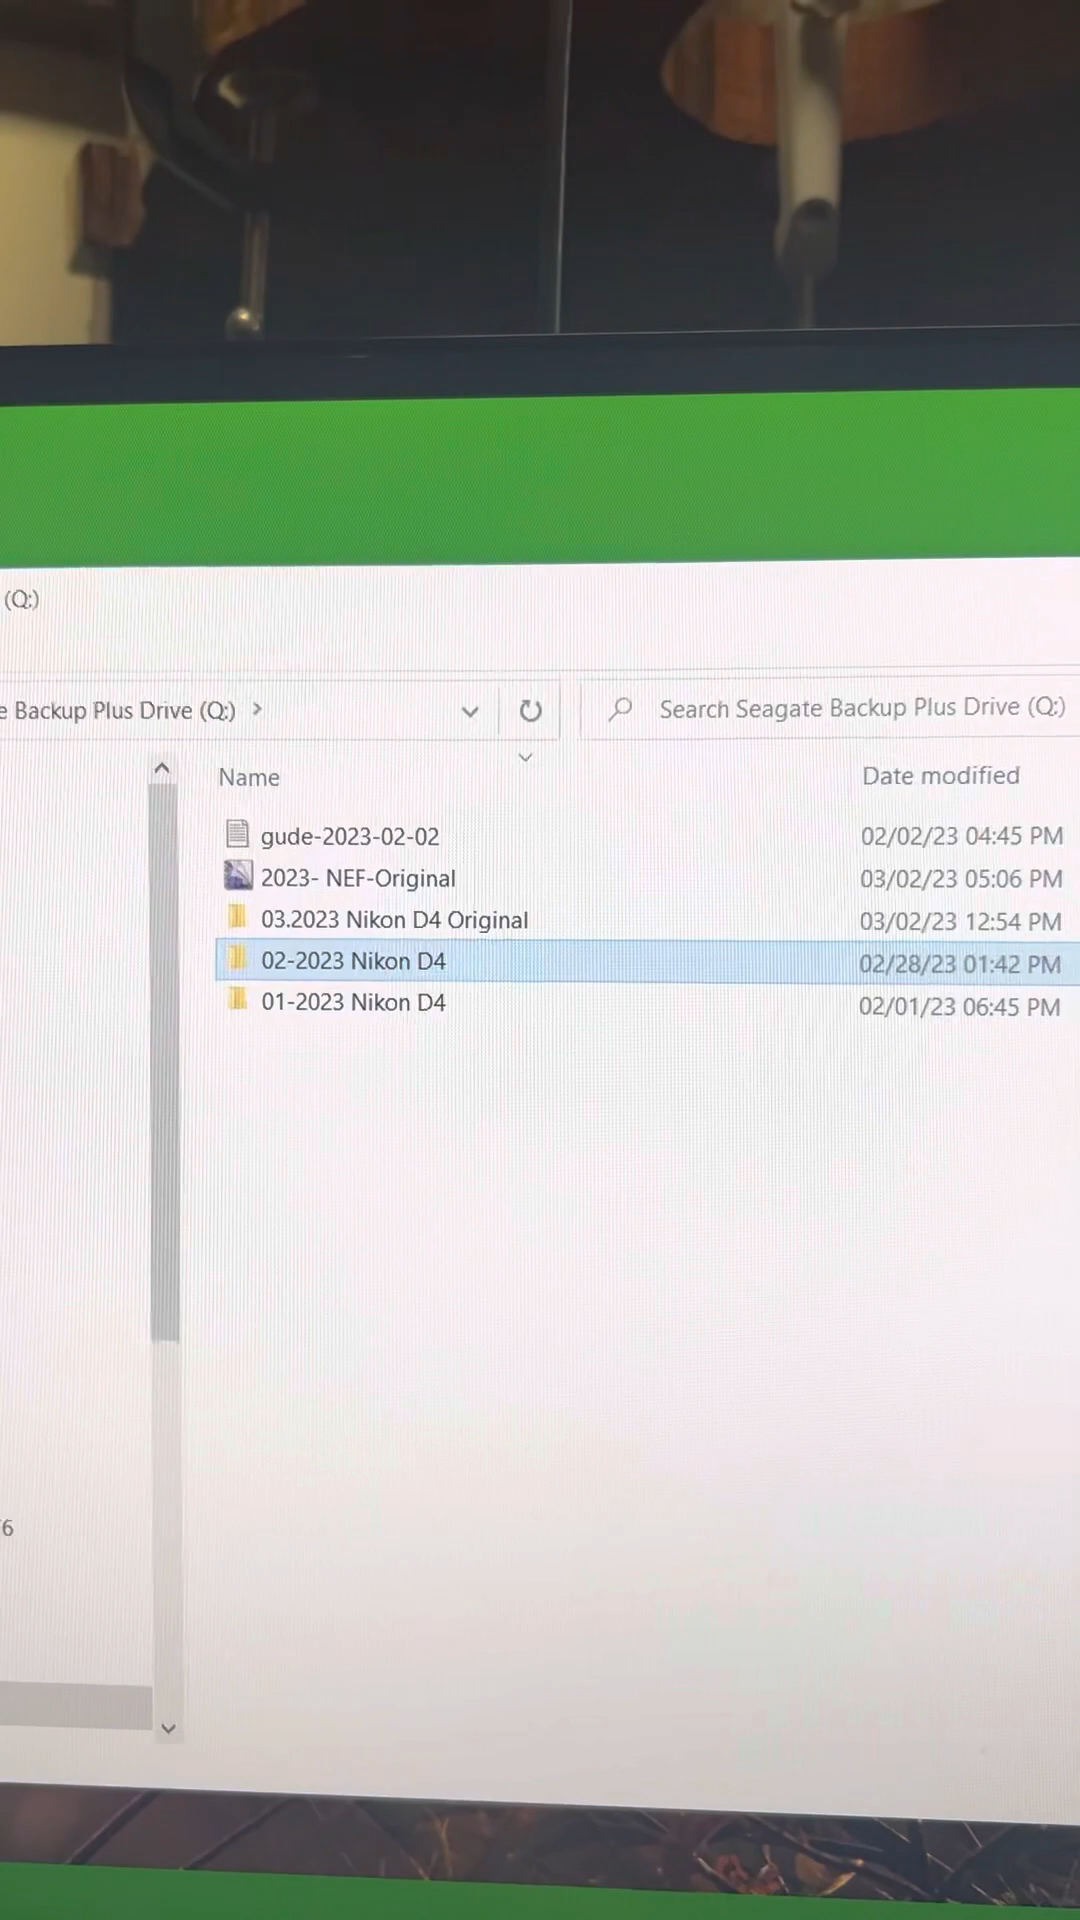 (Q:)
e Backup Plus Drive (Q:)
Search Seagate Backup Plus Drive (Q:)
Name Date modified
gude-2023-02-02 02/02/23 04:45 PM
2023- NEF-Original 03/02/23 05:06 PM
03.2023 Nikon D4 Original 03/02/23 12:54 PM
02-2023 Nikon D4 02/28/23 01:42 PM
01-2023 Nikon D4 02/01/23 06:45 PM
6